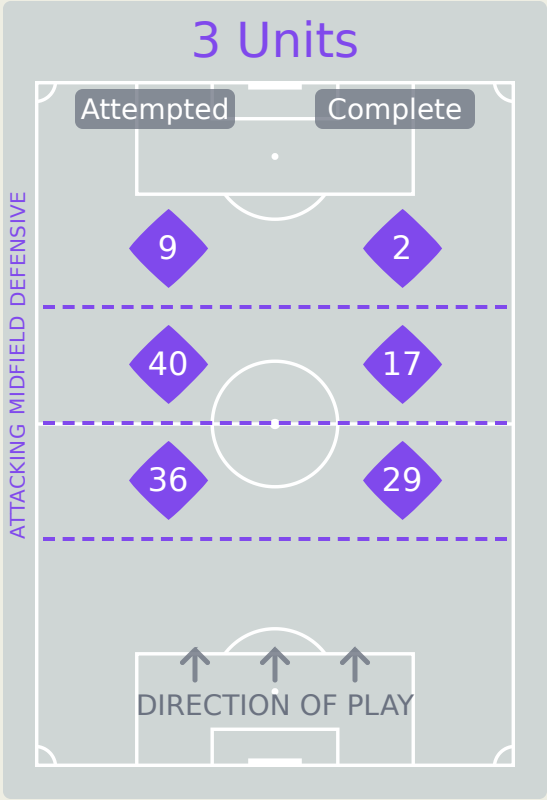 3 Units
Attempted Complete
9 2
40 17
36 29
ATTACKING MIDFIELD DEFENSIVE
DIRECTION OF PLAY